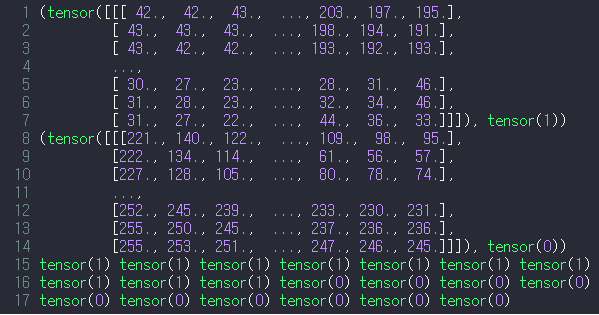 1 (tensor([[[ 42., 42., 43., ..., 203., 197., 195.],
2 [ 43., 43., 43., ..., 198., 194., 191.],
3 [ 43., 42., 42., ..., 193., 192., 193.],
4 ...,
5 [ 30., 27., 23., ..., 28., 31., 46.],
6 [ 31., 28., 23., ..., 32., 34., 46.],
7 [ 31., 27., 22., ..., 44., 36., 33.]]]), tensor(1))
8 (tensor([[[221., 140., 122., ..., 109., 98., 95.],
9 [222., 134., 114., ..., 61., 56., 57.],
10 [227., 128., 105., ..., 80., 78., 74.],
11 ...,
12 [252., 245., 239., ..., 233., 230., 231.],
13 [255., 250., 245., ..., 237., 236., 236.],
14 [255., 253., 251., ..., 247., 246., 245.]]]), tensor(0))
15 tensor(1) tensor(1) tensor(1) tensor(1) tensor(1) tensor(1) tensor(1)
16 tensor(1) tensor(1) tensor(1) tensor(0) tensor(0) tensor(0) tensor(0)
17 tensor(0) tensor(0) tensor(0) tensor(0) tensor(0) tensor(0)